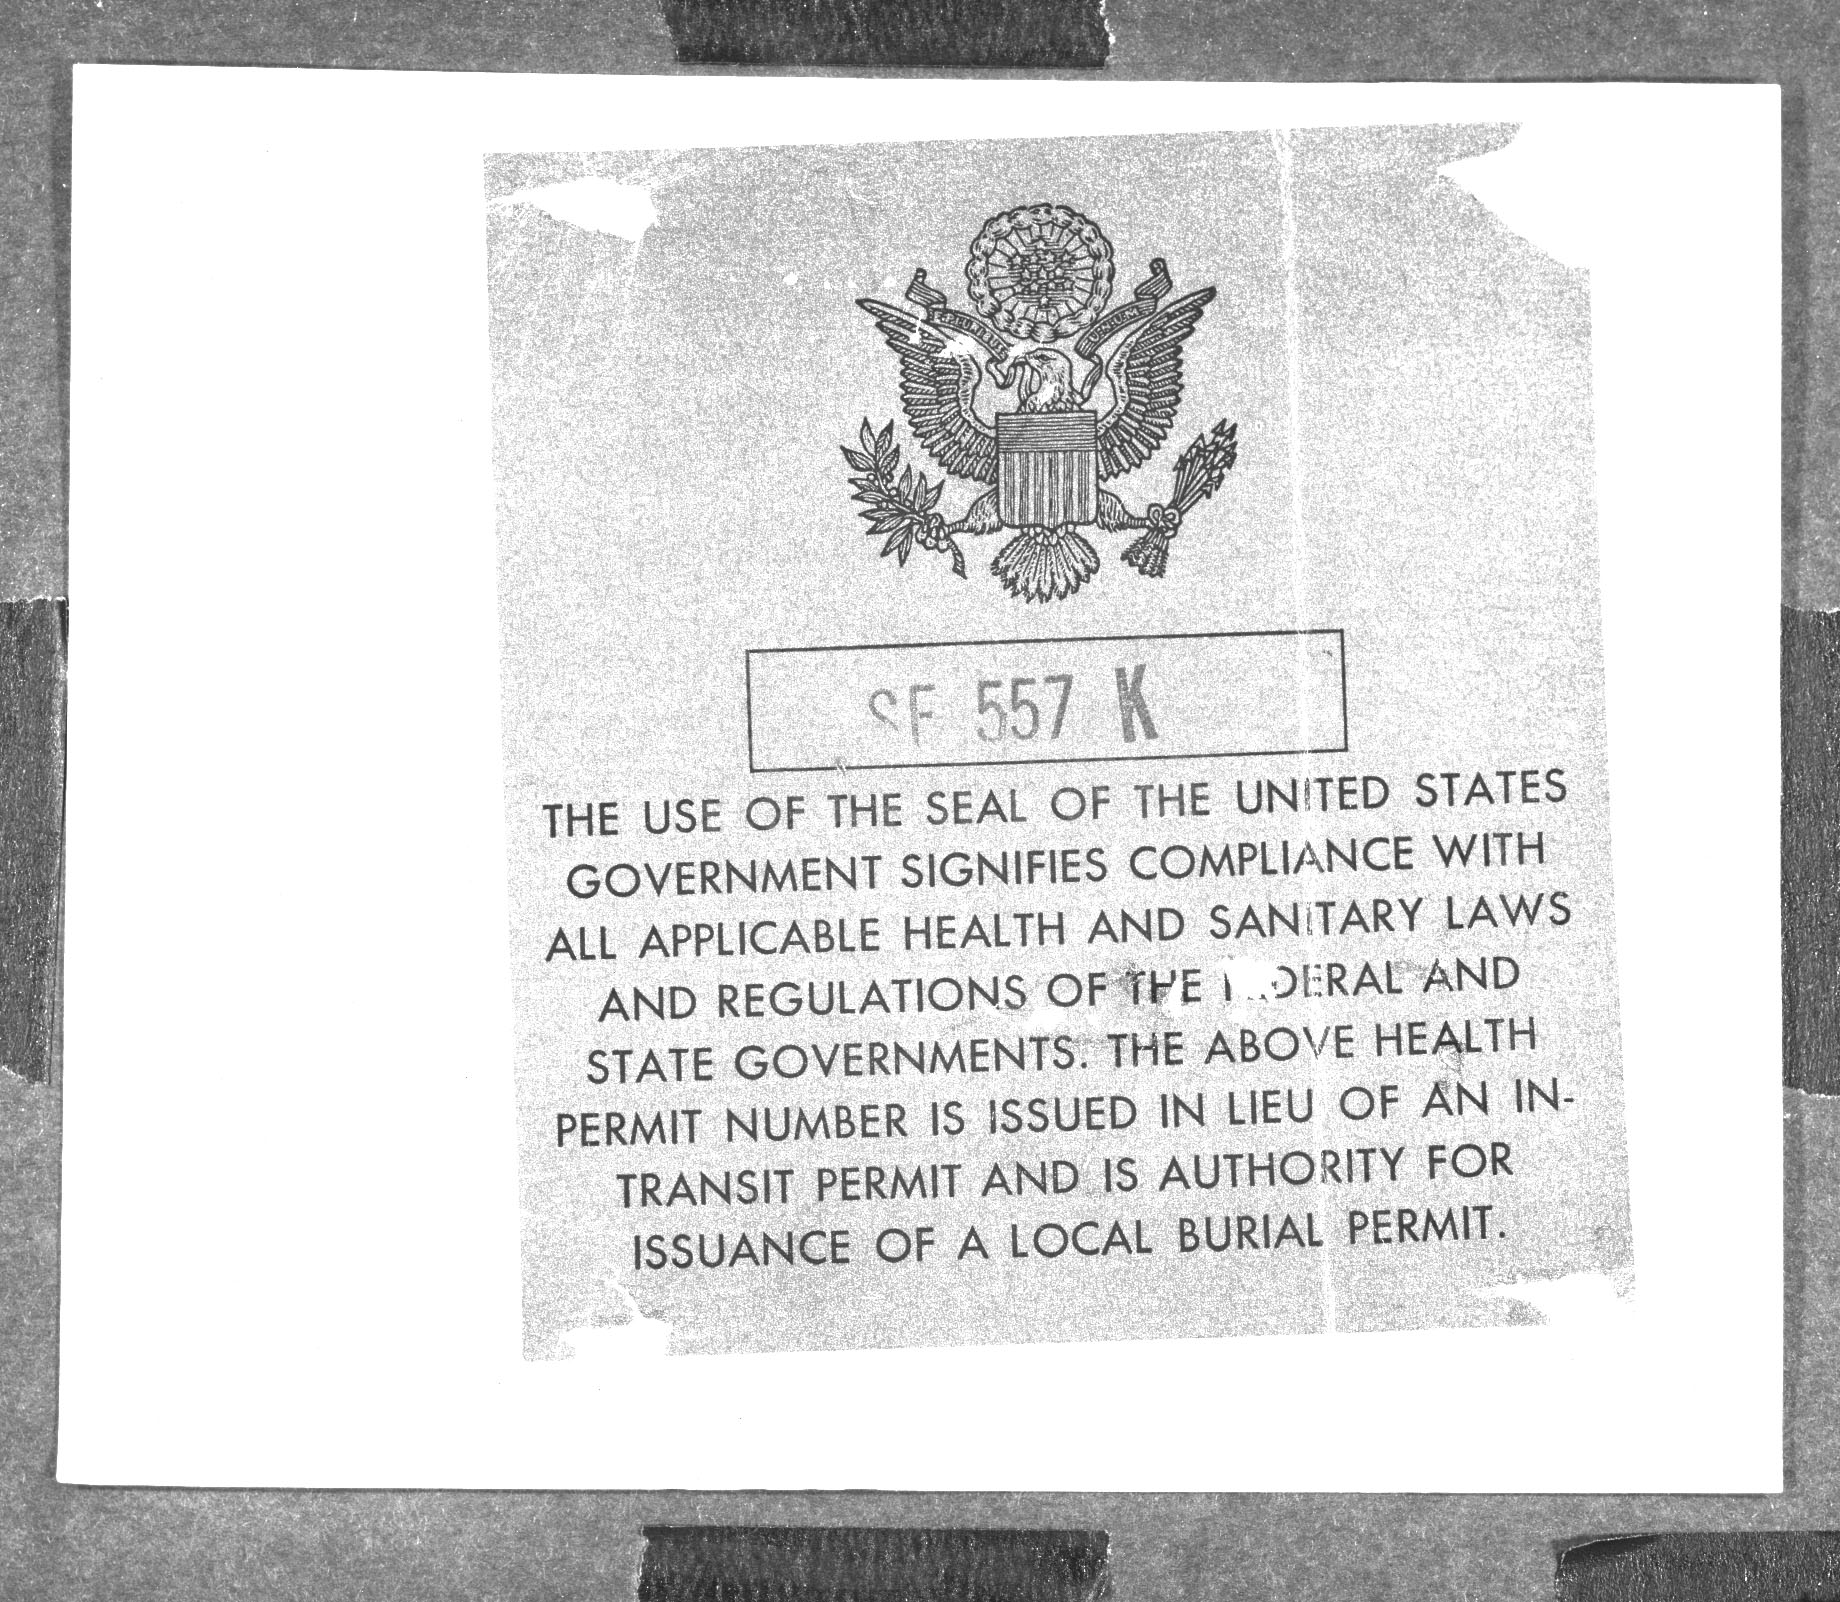 SF 557 K
THE USE OF THE SEAL OF THE UNITED STATES
GOVERNMENT SIGNIFIES COMPLIANCE WITH
ALL APPLICABLE HEALTH AND SANITARY LAWS
AND REGULATIONS OF THE FEDERAL AND
STATE GOVERNMENTS. THE ABOVE HEALTH
PERMIT NUMBER IS ISSUED IN LIEU OF AN IN-
TRANSIT PERMIT AND IS AUTHORITY FOR
ISSUANCE OF A LOCAL BURIAL PERMIT.